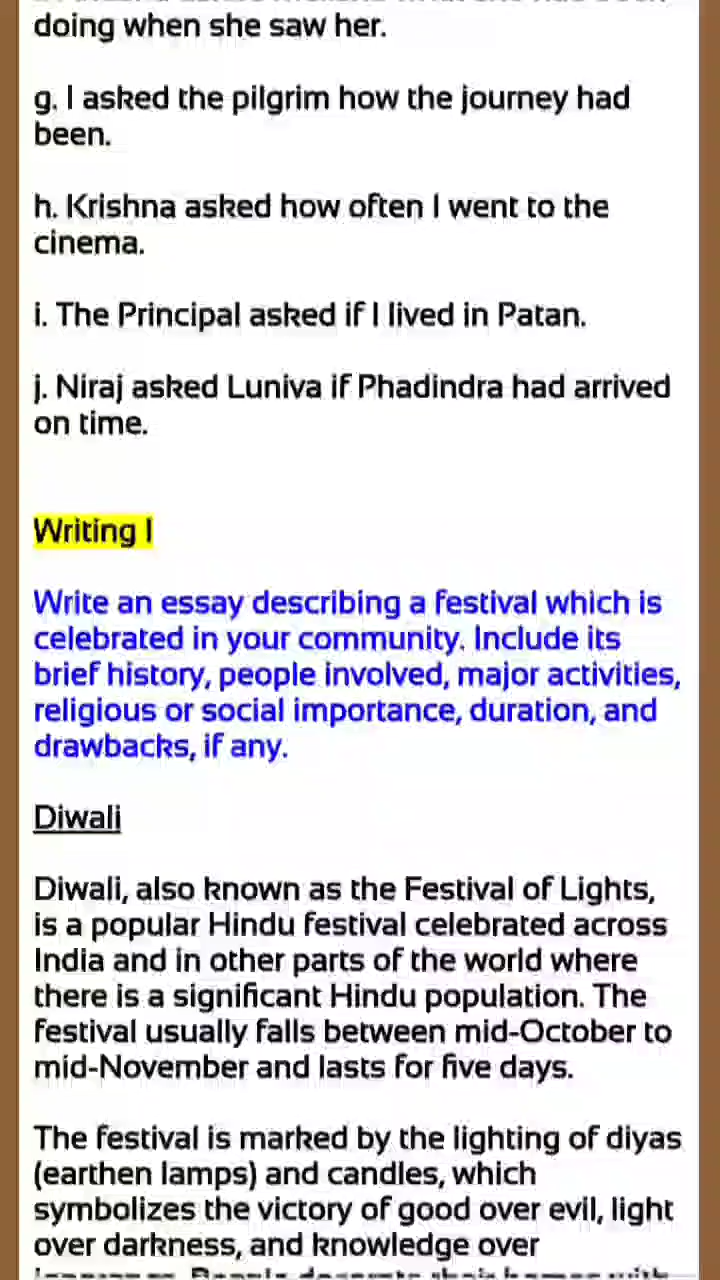 doing when she saw her.
g. I asked the pilgrim how the journey had
been.
h. Krishna asked how often I went to the
cinema.
i. The Principal asked if I lived in Patan.
j. Niraj asked Luniva if Phadindra had arrived
on time.
Writing I
Write an essay describing a festival which is
celebrated in your community. Include its
brief history, people involved, major activities,
religious or social importance, duration, and
drawbacks, if any.
Diwali
Diwali, also known as the Festival of Lights,
is a popular Hindu festival celebrated across
India and in other parts of the world where
there is a significant Hindu population. The
festival usually falls between mid-October to
mid-November and lasts for five days.
The festival is marked by the lighting of diyas
(earthen lamps) and candles, which
symbolizes the victory of good over evil, light
over darkness, and knowledge over